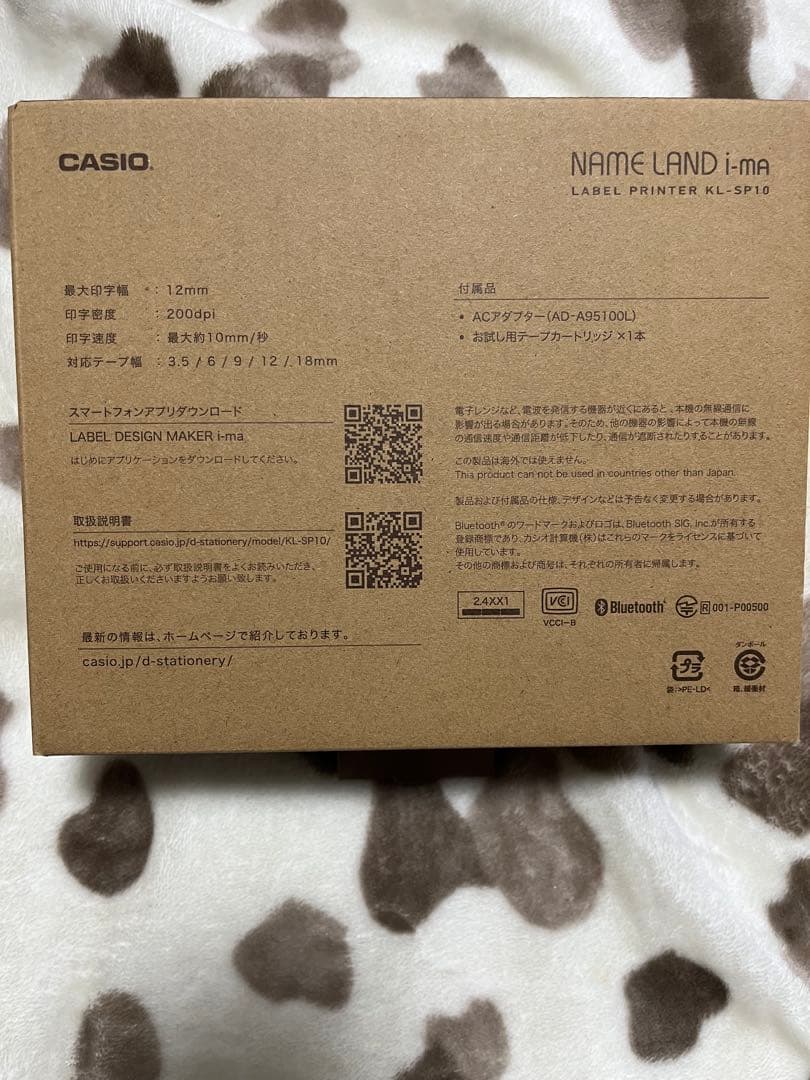 CASIO®
NAME LAND i-ma
LABEL PRINTER KL-SP10
最大印字幅 : 12mm
印字密度 : 200dpi
印字速度 : 最大約10mm/秒
対応テープ幅 : 3.5 / 6 / 9 / 12 / 18mm
付属品
• ACアダプター(AD-A95100L)
• お試し用テープカートリッジ ×1本
スマートフォンアプリダウンロード
LABEL DESIGN MAKER i-ma
はじめにアプリケーションをダウンロードしてください。
取扱説明書
https://support.casio.jp/d-stationery/model/KL-SP10/
ご使用になる前に、必ず取扱説明書をよくお読みいただき、
正しくお取扱いくださいますようお願い致します。
最新の情報は、ホームページで紹介しております。
casio.jp/d-stationery/
電子レンジなど、電波を発信する機器が近くにあると、本機の無線通信に
影響が出る場合があります。そのため、他の機器の影響によって本機の無線
の通信速度や通信距離が低下したり、通信が遮断されたりすることがあります。
この製品は海外では使えません。
This product can not be used in countries other than Japan.
製品および付属品の仕様、デザインなどは予告なく変更する場合があります。
Bluetooth®のワードマークおよびロゴは、Bluetooth SIG, Inc.が所有する
登録商標であり、カシオ計算機(株)はこれらのマークをライセンスに基づいて
使用しています。
その他の商標および商号は、それぞれの所有者に帰属します。
2.4XX1
VCI
VCCI-B
Bluetooth®
R 001-P00500
プラ
袋:>PE-LD<
ダンボール
箱、緩衝材